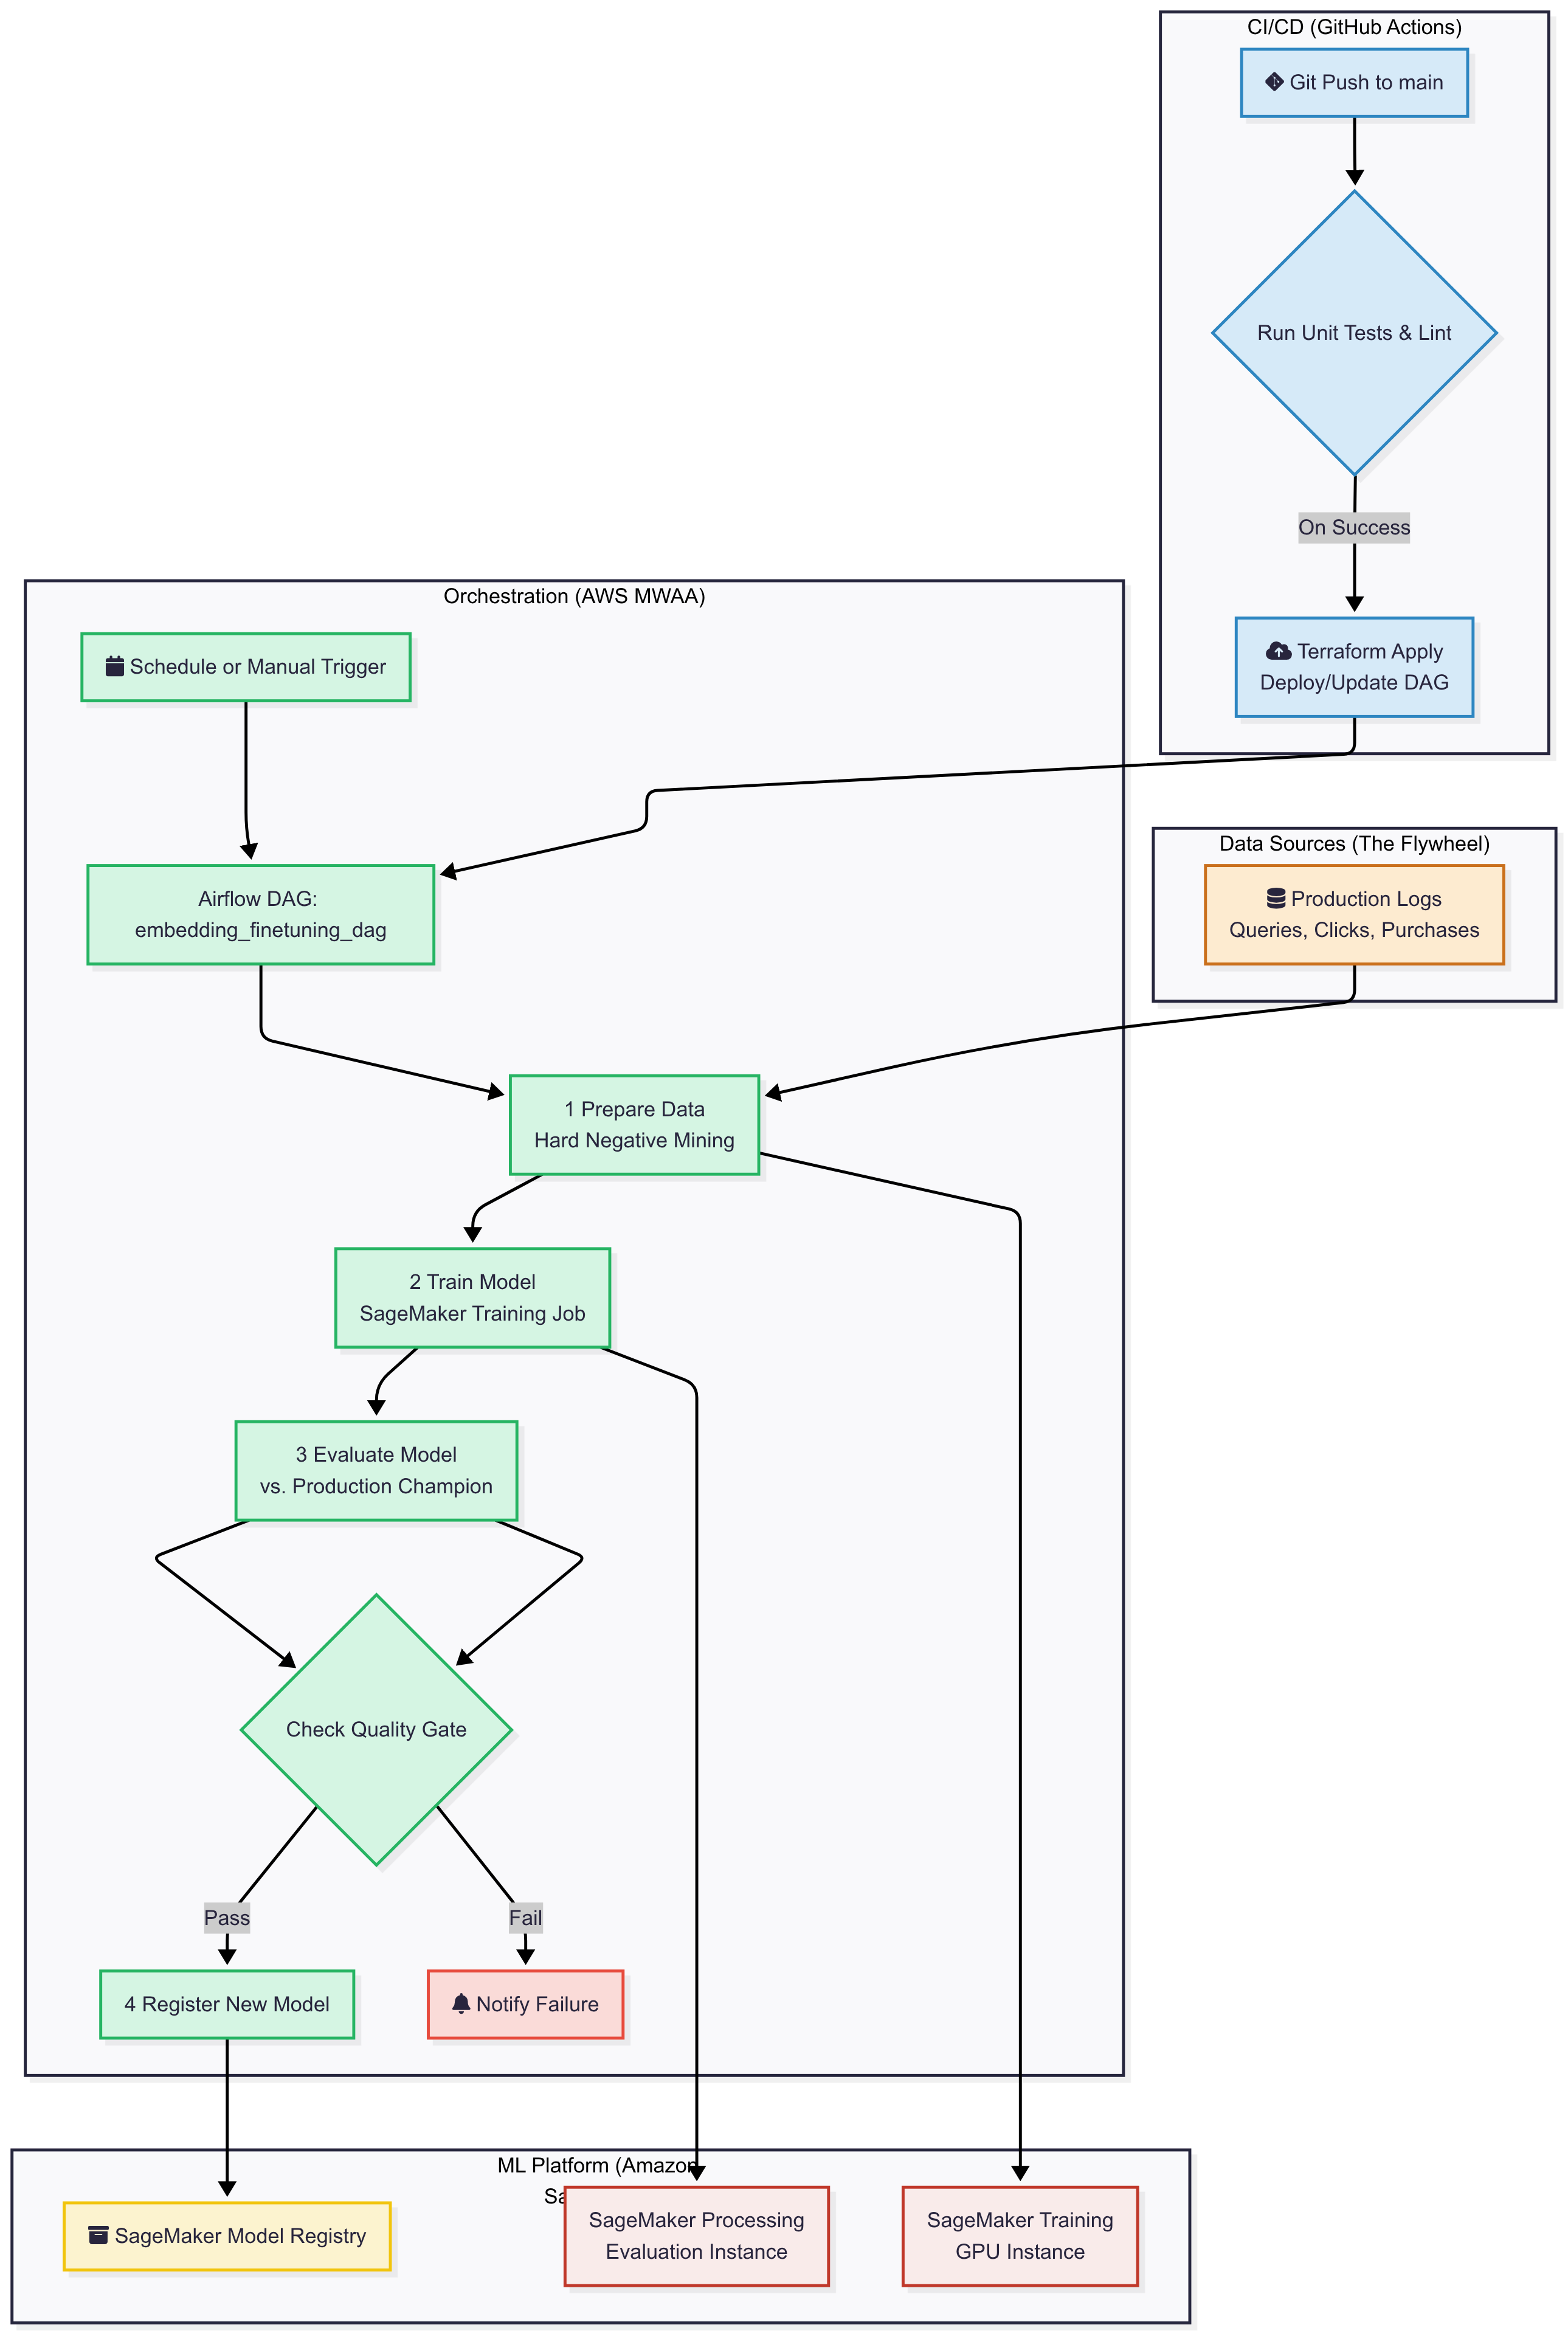 CI/CD (GitHub Actions)
Git Push to main
Run Unit Tests & Lint
On Success
Terraform Apply
Deploy/Update DAG
Orchestration (AWS MWAA)
Schedule or Manual Trigger
Airflow DAG:
embedding_finetuning_dag
Data Sources (The Flywheel)
Production Logs
Queries, Clicks, Purchases
1 Prepare Data
Hard Negative Mining
2 Train Model
SageMaker Training Job
3 Evaluate Model
vs. Production Champion
Check Quality Gate
Pass
Fail
4 Register New Model
Notify Failure
ML Platform (Amazon
SageMaker Model Registry
SageMaker Processing
Evaluation Instance
SageMaker Training
GPU Instance